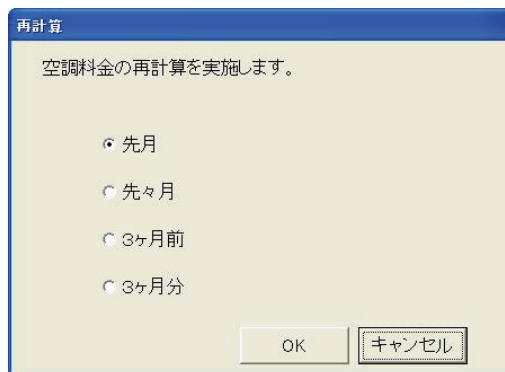 再計算
空調料金の再計算を実施します。
先月
先々月
3ヶ月前
3ヶ月分
OK キャンセル